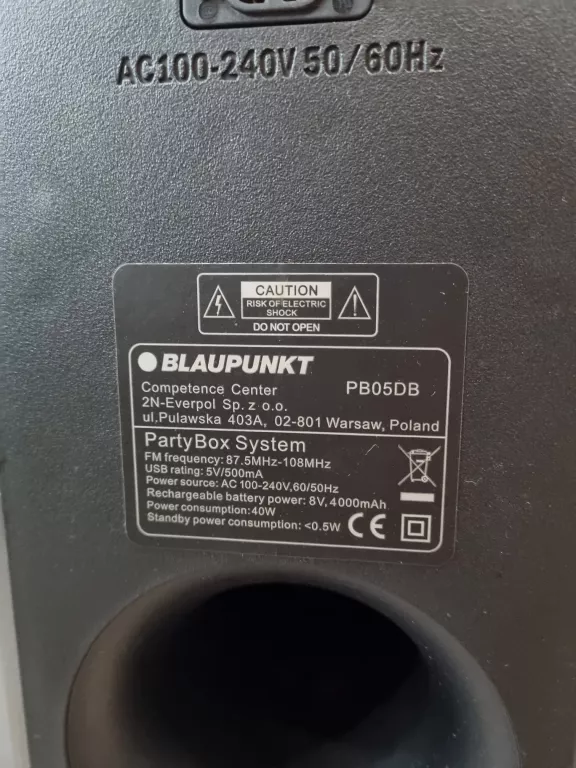 AC100-240V 50/60Hz
CAUTION
RISK OF ELECTRIC
SHOCK
DO NOT OPEN
BLAUPUNKT
Competence Center PB05DB
2N-Everpol Sp. z o.o.
ul.Pulawska 403A, 02-801 Warsaw, Poland
PartyBox System
FM frequency: 87.5MHz-108MHz
USB rating: 5V/500mA
Power source: AC 100-240V,60/50Hz
Rechargeable battery power: 8V, 4000mAh
Power consumption:40W
Standby power consumption: <0.5W CE